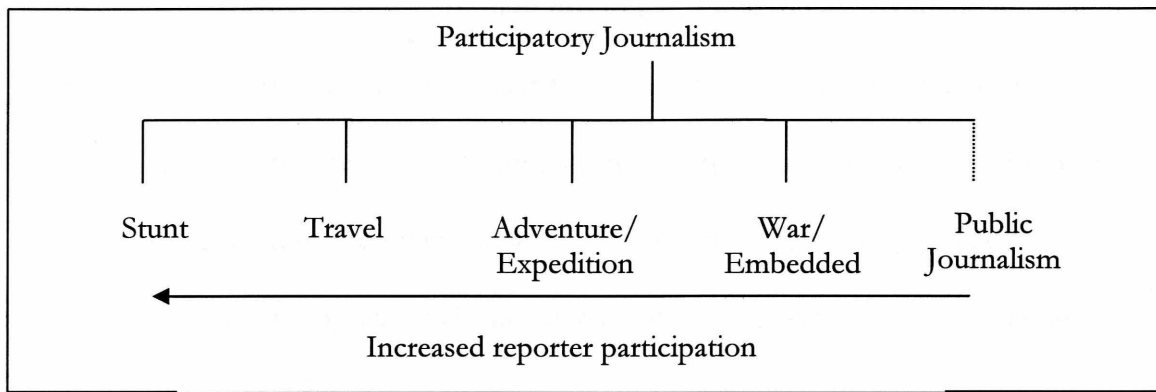 Participatory Journalism
Stunt
Travel
Adventure/
Expedition
War/
Embedded
Public
Journalism
Increased reporter participation